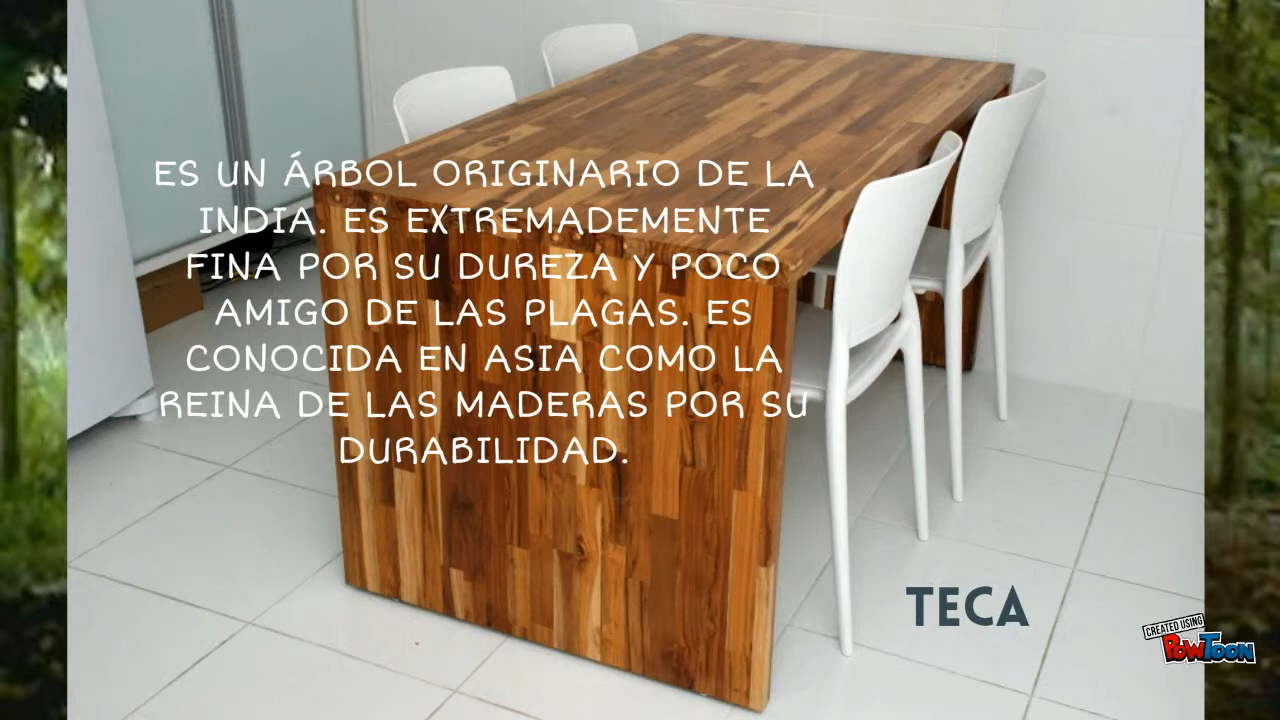 ES UN ÁRBOL ORIGINARIO DE LA
INDIA. ES EXTREMADEMENTE
FINA POR SU DUREZA Y POCO
AMIGO DE LAS PLAGAS. ES
CONOCIDA EN ASIA COMO LA
REINA DE LAS MADERAS POR SU
DURABILIDAD.
TECA
CREATED USING
POWTOON